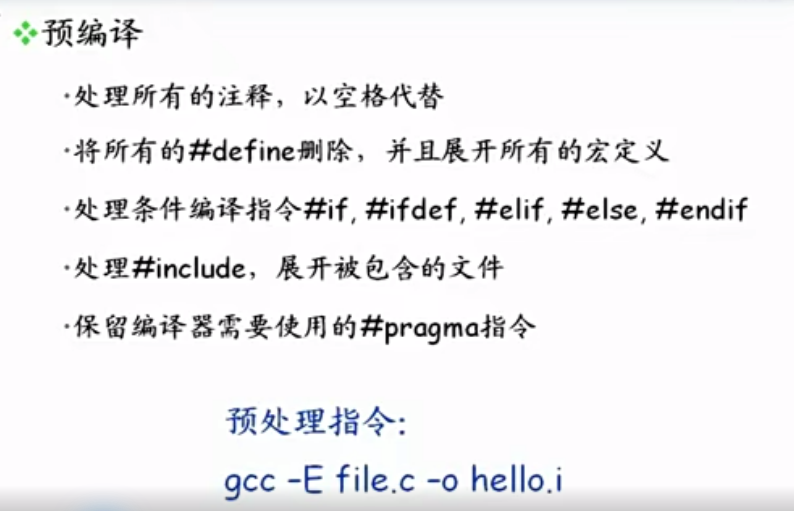 预编译
·处理所有的注释，以空格代替
·将所有的#define删除，并且展开所有的宏定义
·处理条件编译指令#if, #ifdef, #elif, #else, #endif
·处理#include，展开被包含的文件
·保留编译器需要使用的#pragma指令
预处理指令:
gcc -E file.c -o hello.i